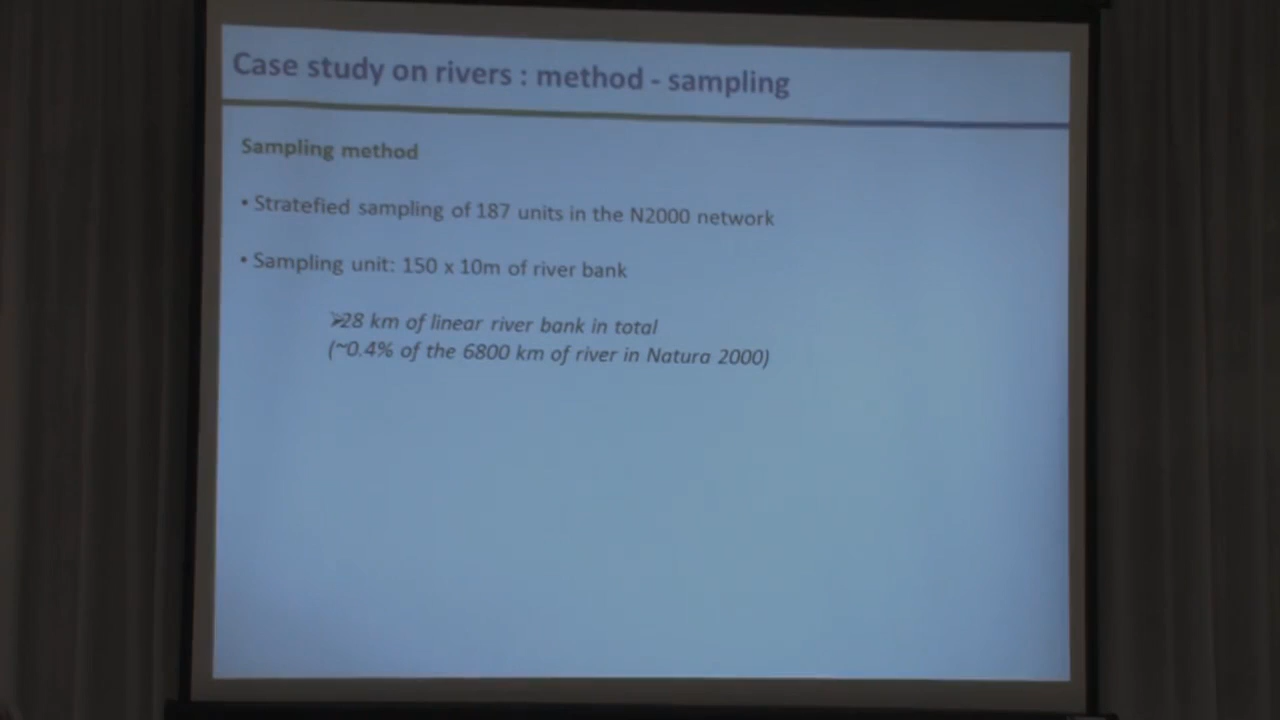 Case study on rivers : method - sampling
Sampling method
• Stratefied sampling of 187 units in the N2000 network
• Sampling unit: 150 x 10m of river bank
➢28 km of linear river bank in total
(~0.4% of the 6800 km of river in Natura 2000)